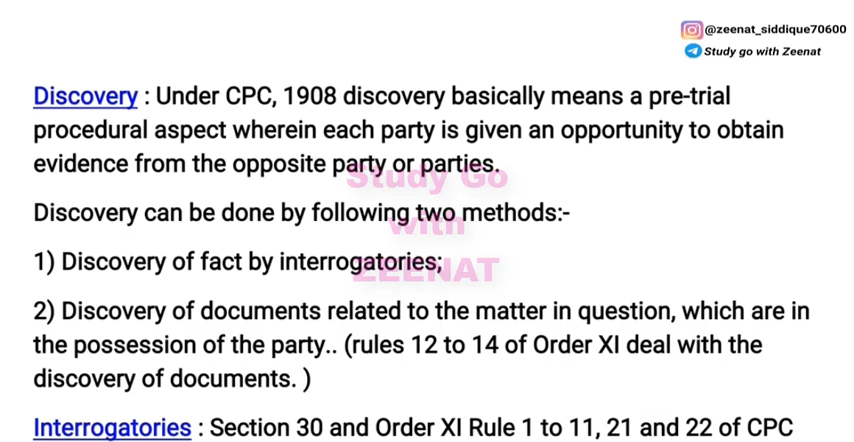 @zeenat_siddique70600
Study go with Zeenat
Discovery : Under CPC, 1908 discovery basically means a pre-trial
procedural aspect wherein each party is given an opportunity to obtain
evidence from the opposite party or parties.
Study Go
with
ZEENAT
Discovery can be done by following two methods:-
1) Discovery of fact by interrogatories;
2) Discovery of documents related to the matter in question, which are in
the possession of the party.. (rules 12 to 14 of Order XI deal with the
discovery of documents. )
Interrogatories : Section 30 and Order XI Rule 1 to 11, 21 and 22 of CPC